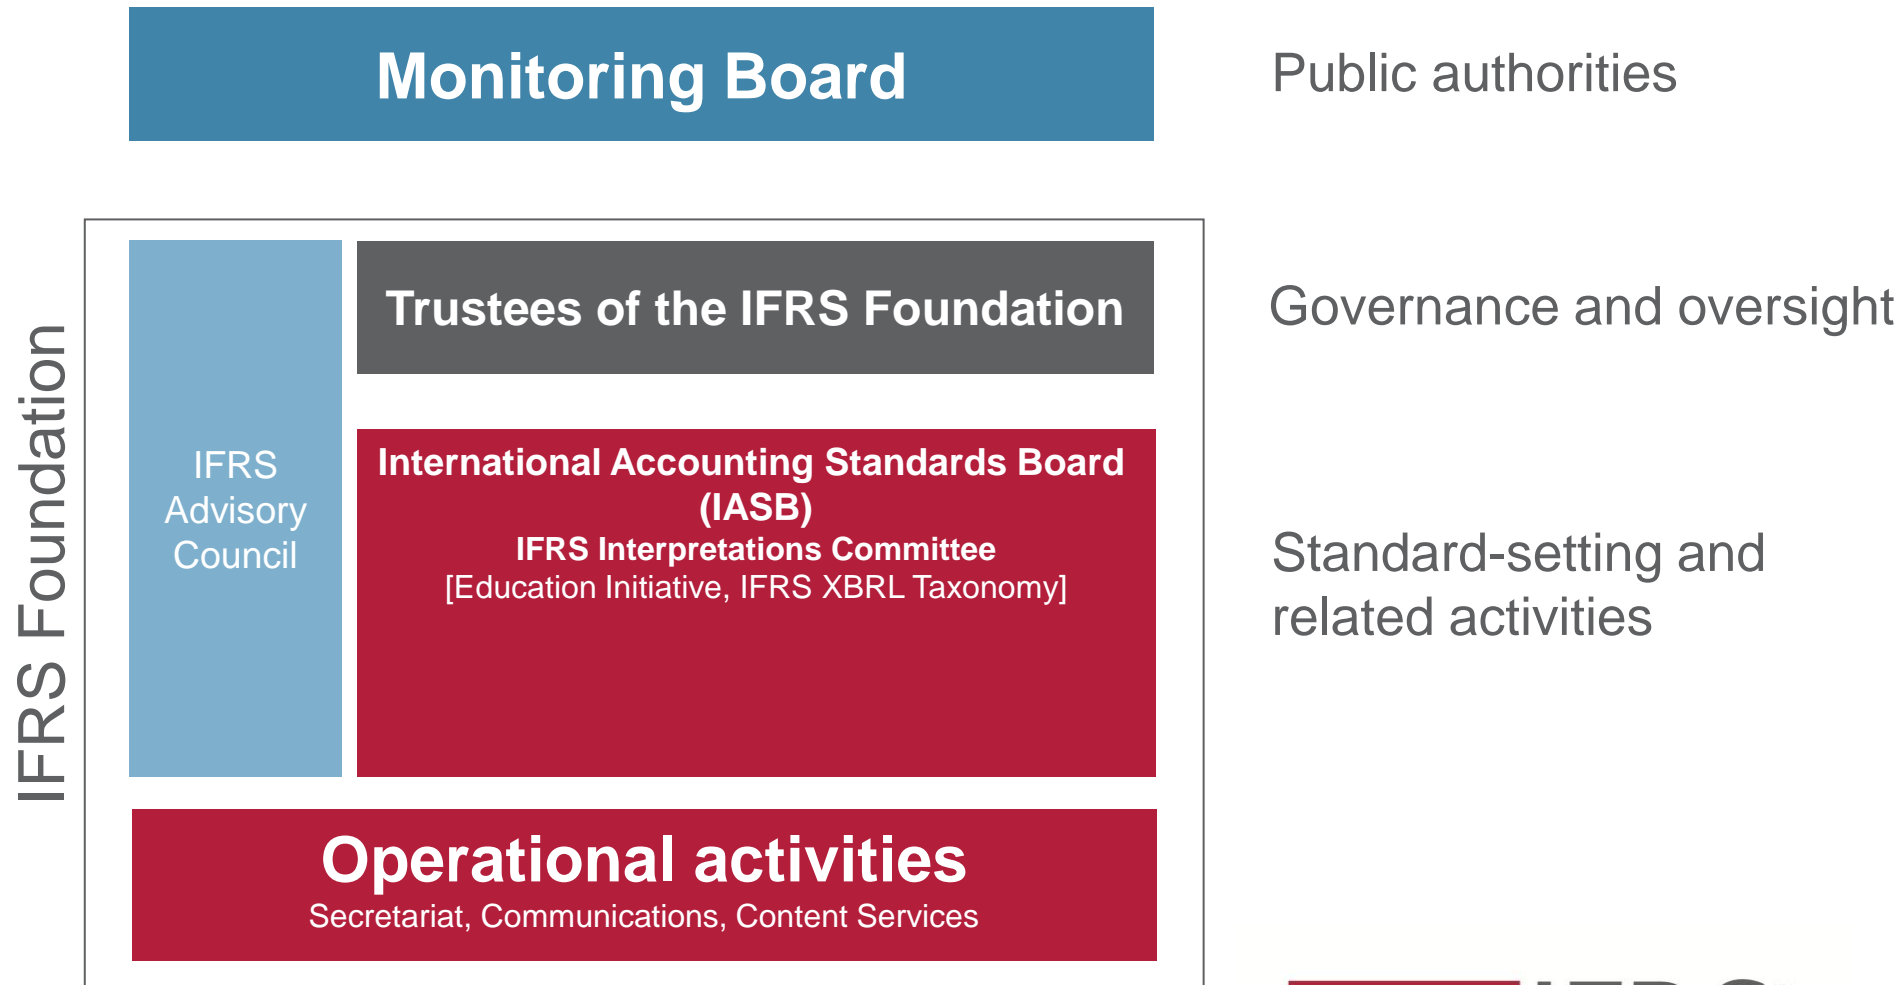 Monitoring Board
Public authorities
IFRS Foundation
Trustees of the IFRS Foundation
Governance and oversight
IFRS
Advisory
Council
International Accounting Standards Board
(IASB)
IFRS Interpretations Committee
[Education Initiative, IFRS XBRL Taxonomy]
Standard-setting and
related activities
Operational activities
Secretariat, Communications, Content Services